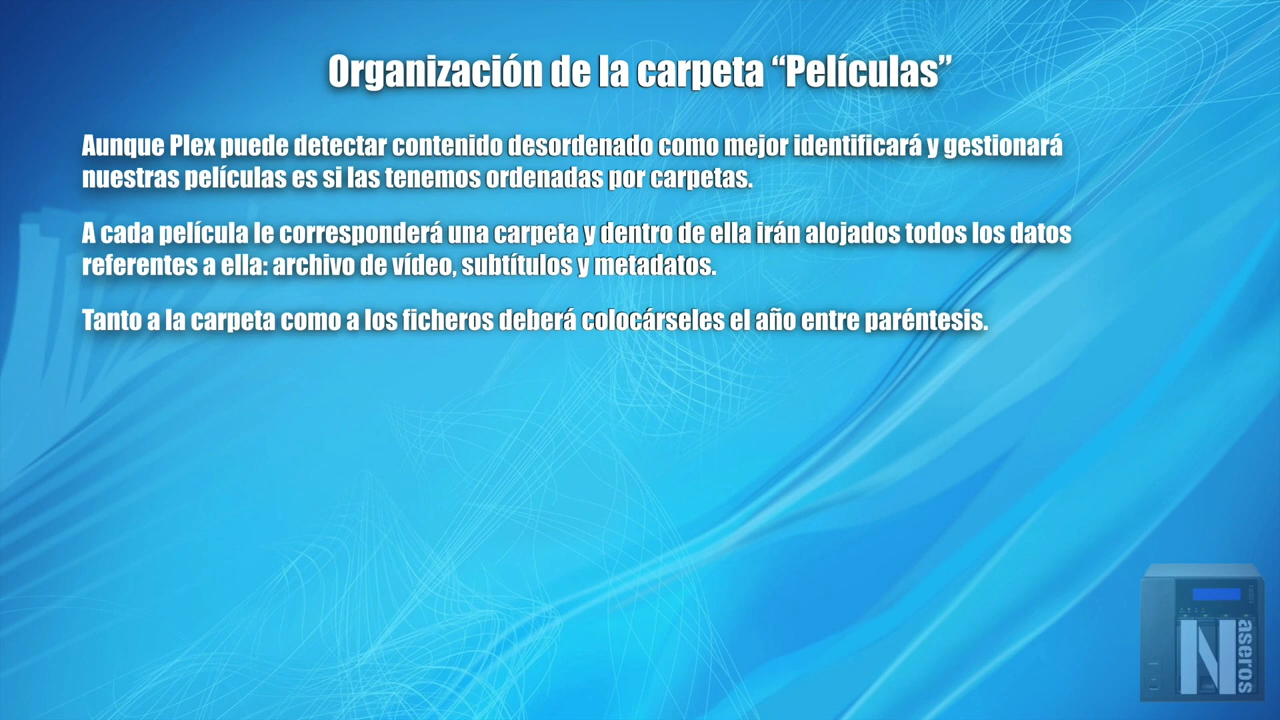 Organización de la carpeta “Películas”
Aunque Plex puede detectar contenido desordenado como mejor identificará y gestionará
nuestras películas es si las tenemos ordenadas por carpetas.
A cada película le corresponderá una carpeta y dentro de ella irán alojados todos los datos
referentes a ella: archivo de vídeo, subtítulos y metadatos.
Tanto a la carpeta como a los ficheros deberá colocárseles el año entre paréntesis.
Naseros